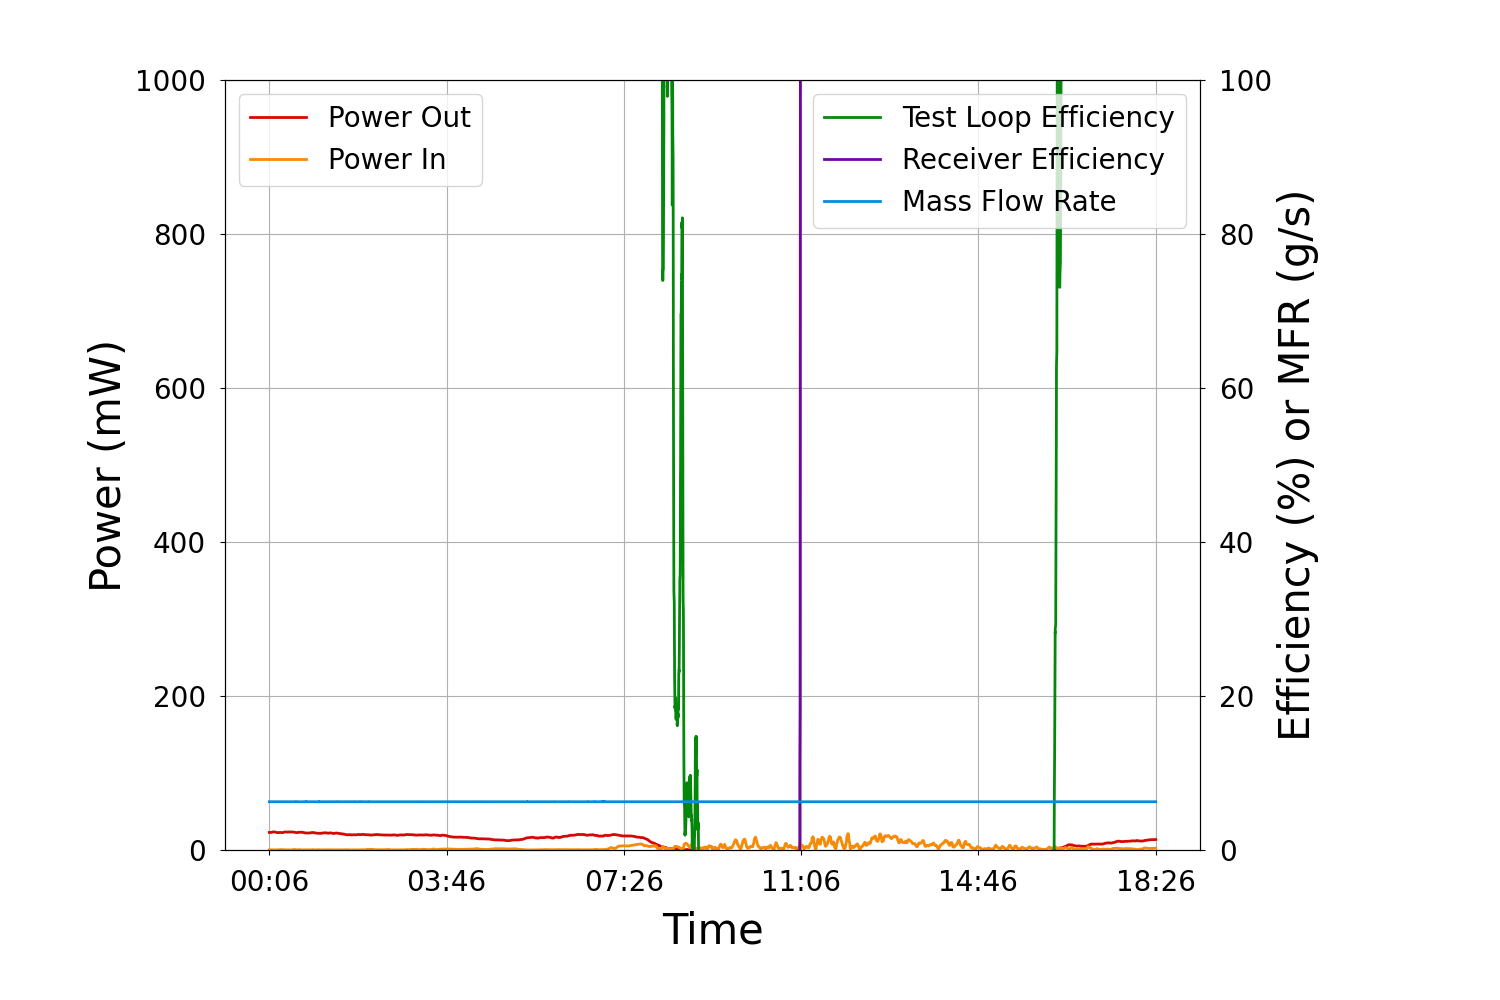 1000
800
600
400
200
0
Power (mW)
Power Out
Power In
Test Loop Efficiency
Receiver Efficiency
Mass Flow Rate
100
80
60
40
20
0
Efficiency (%) or MFR (g/s)
00:06
03:46
07:26
11:06
14:46
18:26
Time